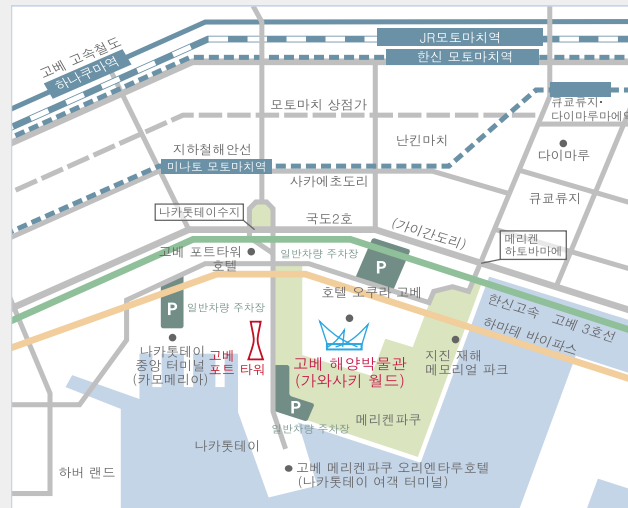 JR모토마치역
한신 모토마치역
고베 고속철도
하나쿠마역
모토마치 상점가
큐쿄류지·
다이마루마에역
난킨마치
지하철해안선
미나토 모토마치역
다이마루
사카에초도리
큐쿄류지
나카톳테이수지
국도2호
(가이간도리)
메리켄
하토바마에
고베 포트타워
호텔
일반차량 주차장
P
호텔 오쿠라 고베
한신고속 고베 3호선
하마테 바이파스
P
일반차량 주차장
나카톳테이
중앙 터미널
(카모메리아)
고베
포트 타워
고베 해양박물관
(가와사키 월드)
지진 재해
메모리얼 파크
P
일반차량 주차장
메리켄파쿠
나카톳테이
하버 랜드
고베 메리켄파쿠 오리엔타루호텔
(나카톳테이 여객 터미널)